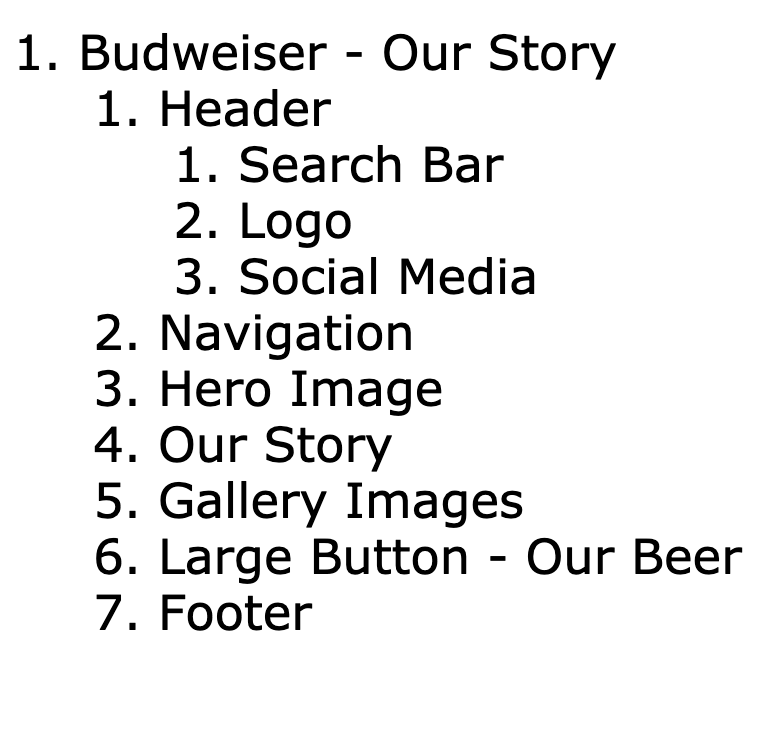 1. Budweiser - Our Story
1. Header
1. Search Bar
2. Logo
3. Social Media
2. Navigation
3. Hero Image
4. Our Story
5. Gallery Images
6. Large Button - Our Beer
7. Footer